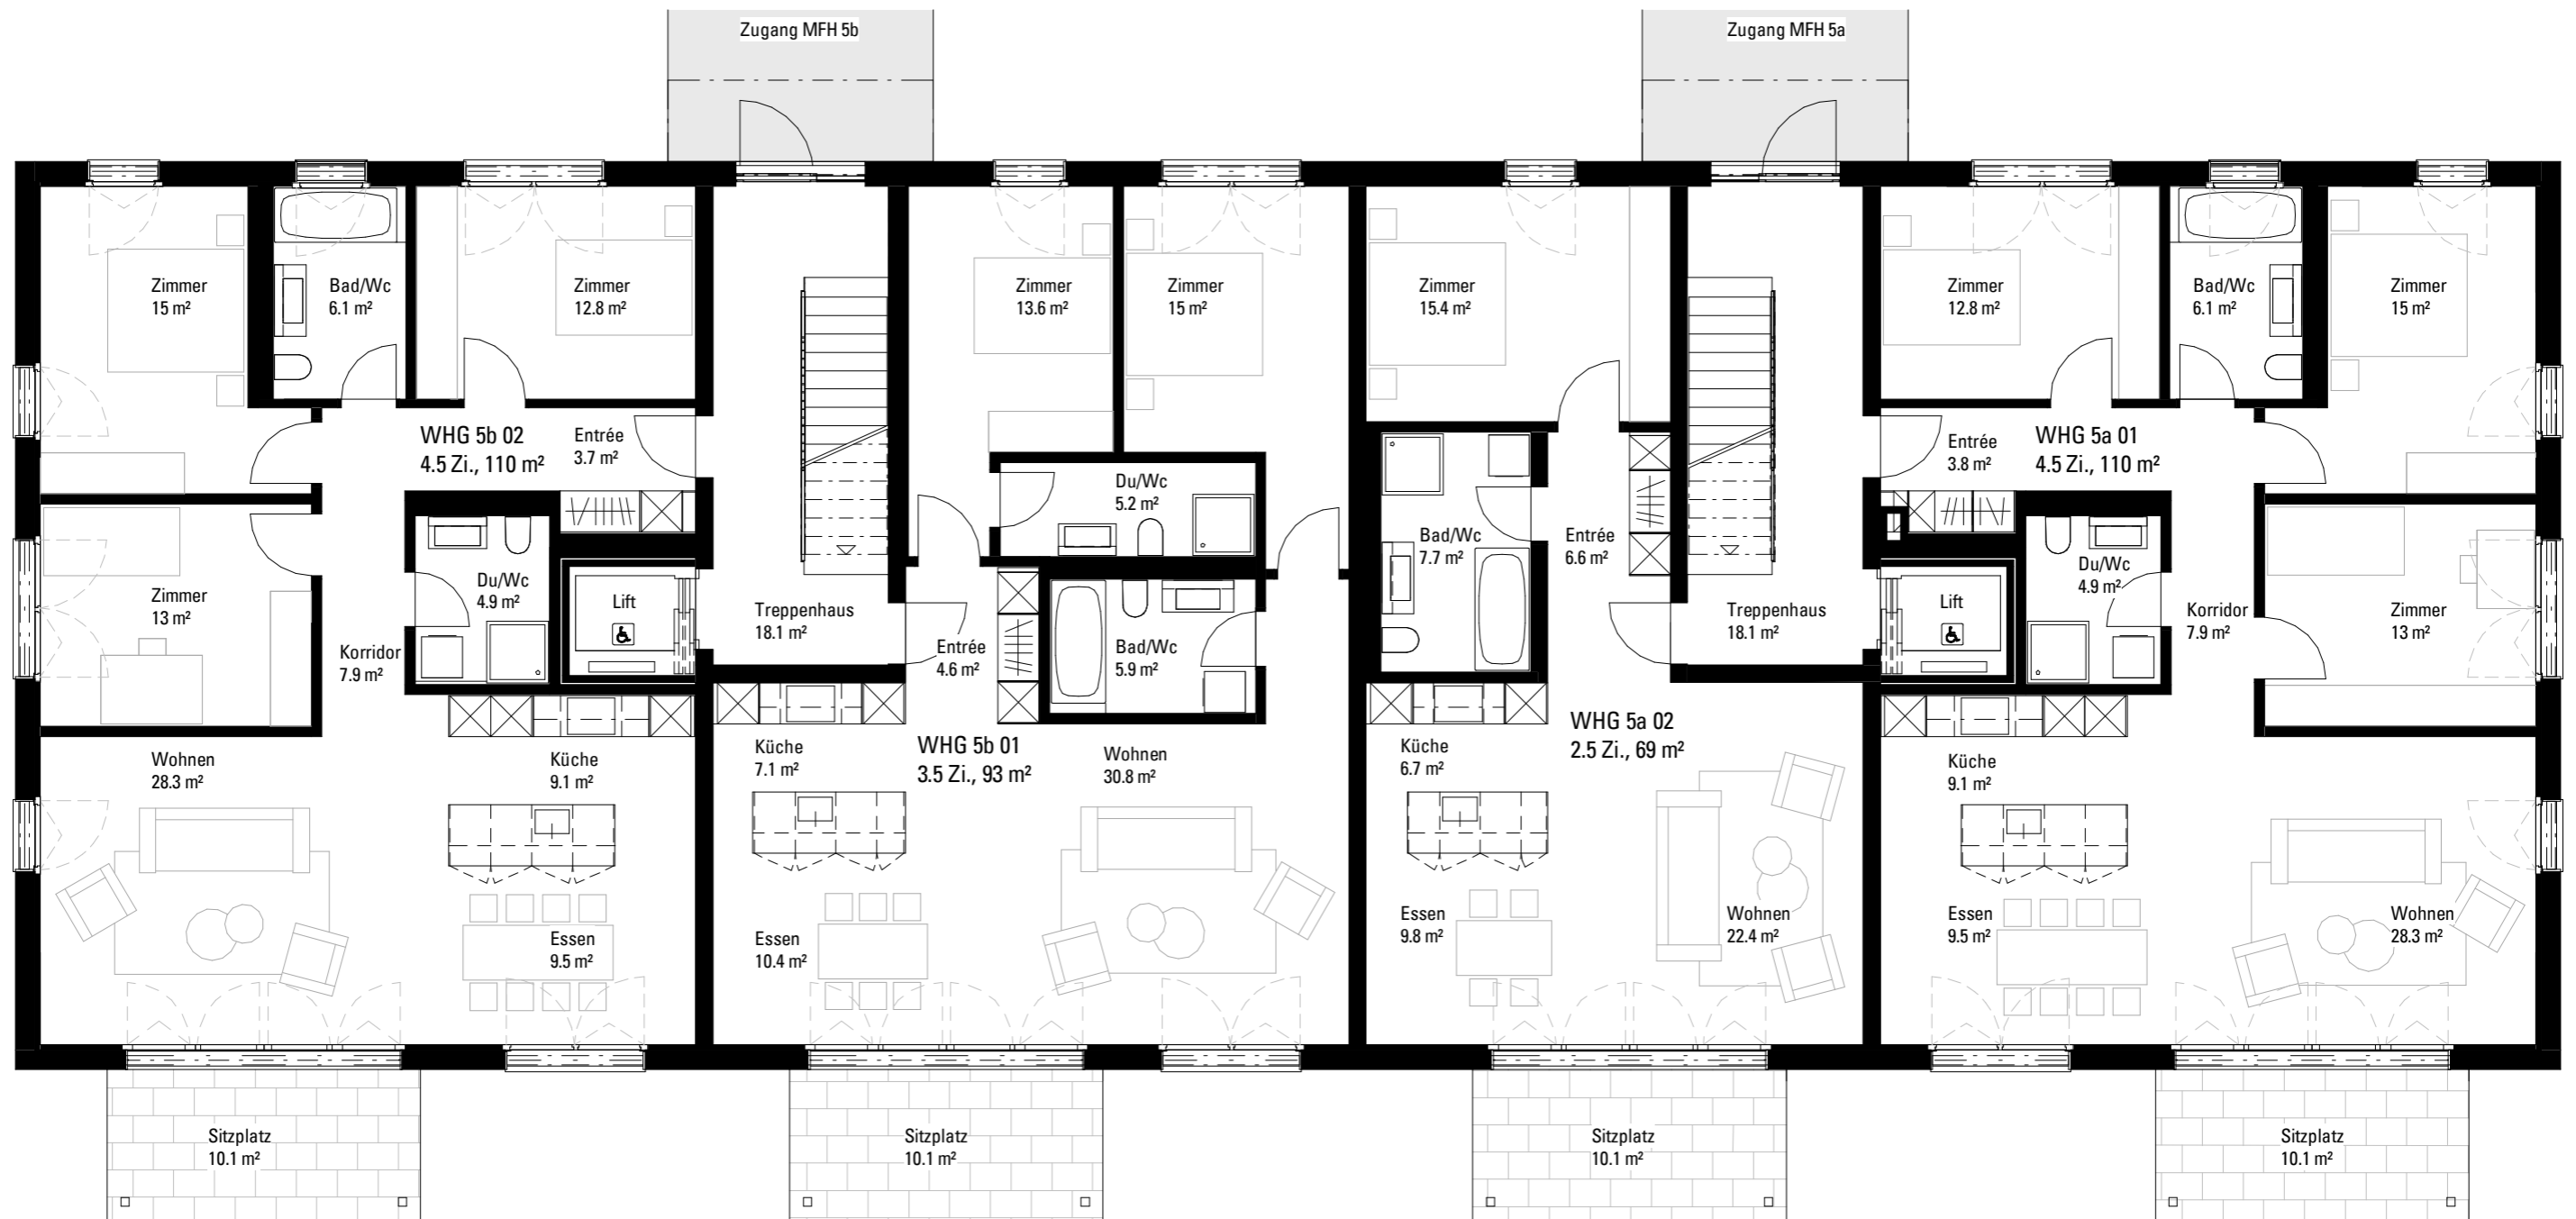 Zugang MFH 5b
Zugang MFH 5a
Zimmer
15 m²
Bad/Wc
6.1 m²
Zimmer
12.8 m²
Zimmer
13.6 m²
Zimmer
15 m²
Zimmer
15.4 m²
Zimmer
12.8 m²
Bad/Wc
6.1 m²
Zimmer
15 m²
WHG 5b 02
4.5 Zi., 110 m²
Entrée
3.7 m²
Du/Wc
5.2 m²
Bad/Wc
7.7 m²
Entrée
6.6 m²
Entrée
3.8 m²
WHG 5a 01
4.5 Zi., 110 m²
Zimmer
13 m²
Du/Wc
4.9 m²
Lift
Treppenhaus
18.1 m²
Korridor
7.9 m²
Entrée
4.6 m²
Bad/Wc
5.9 m²
Treppenhaus
18.1 m²
Lift
Du/Wc
4.9 m²
Korridor
7.9 m²
Zimmer
13 m²
Wohnen
28.3 m²
Küche
9.1 m²
Küche
7.1 m²
WHG 5b 01
3.5 Zi., 93 m²
Wohnen
30.8 m²
Küche
6.7 m²
WHG 5a 02
2.5 Zi., 69 m²
Küche
9.1 m²
Essen
9.5 m²
Essen
10.4 m²
Essen
9.8 m²
Wohnen
22.4 m²
Essen
9.5 m²
Wohnen
28.3 m²
Sitzplatz
10.1 m²
Sitzplatz
10.1 m²
Sitzplatz
10.1 m²
Sitzplatz
10.1 m²